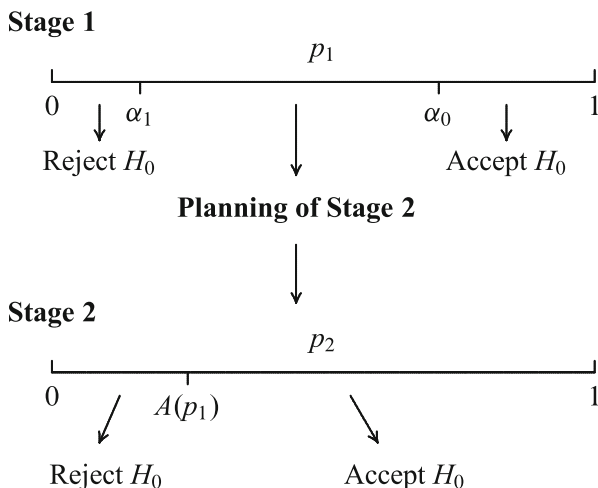 Stage 1
p₁
0 α₁ α₀ 1
Reject H₀ Accept H₀
Planning of Stage 2
Stage 2
p₂
0 A(p₁) 1
Reject H₀ Accept H₀